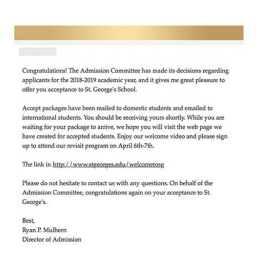 Congratulations! The Admission Committee has made its decisions regarding
applicants for the 2018-2019 academic year, and it gives me great pleasure to
offer you acceptance to St. George's School.
Accept packages have been mailed to domestic students and emailed to
international students. You should be receiving yours shortly. While you are
waiting for your package to arrive, we hope you will visit the web page we
have created for accepted students. Enjoy our welcome video and please sign
up to attend our revisit program on April 6th-7th.
The link is: http://www.stgeorges.edu/welcometosg
Please do not hesitate to contact us with any questions. On behalf of the
Admission Committee, congratulations again on your acceptance to St.
George's.
Best,
Ryan P. Mulhern
Director of Admission